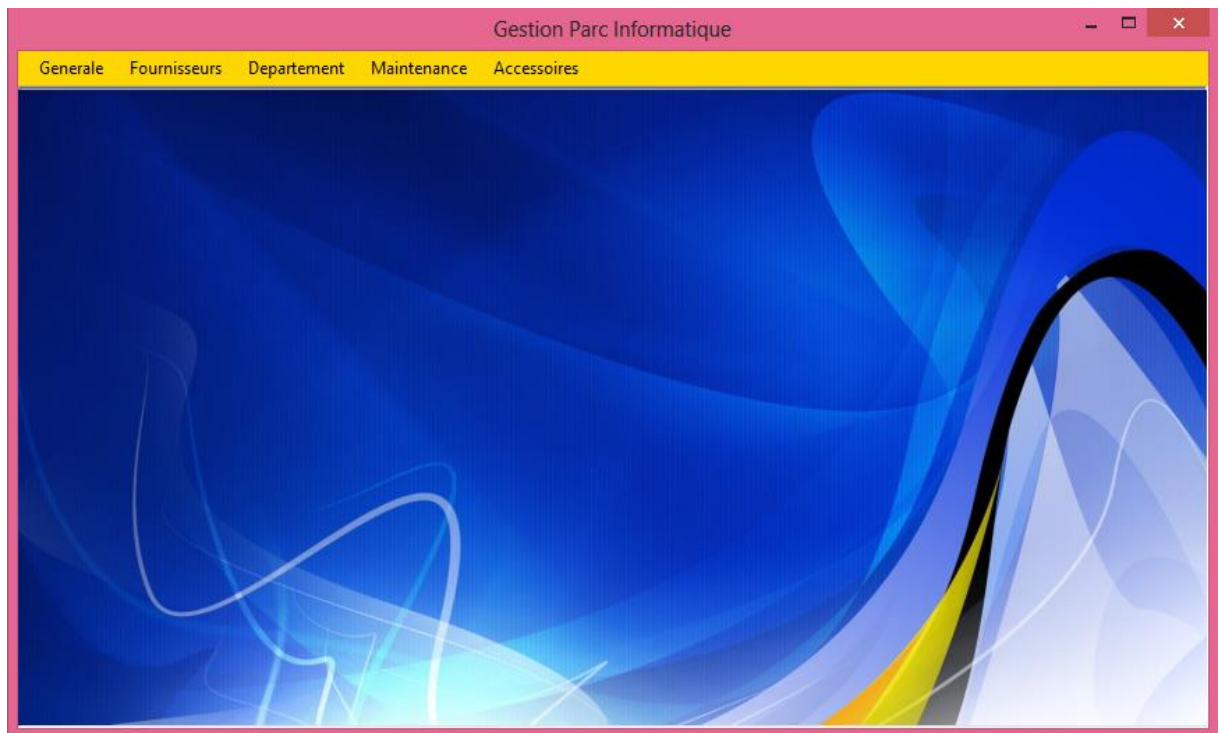 Gestion Parc Informatique
Generale Fournisseurs Departement Maintenance Accessoires